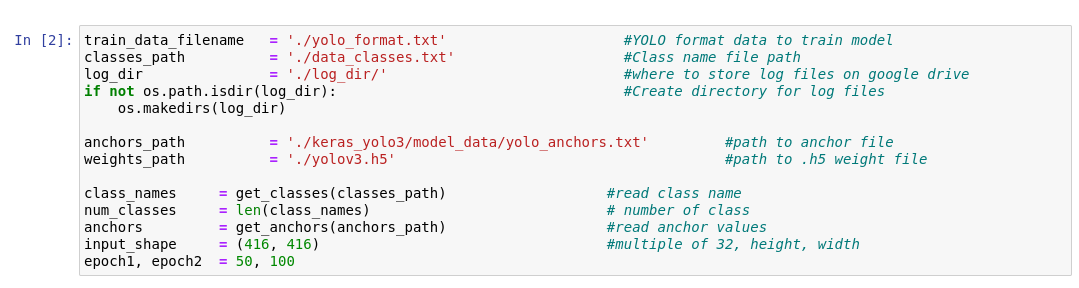 In [2]: train_data_filename   = './yolo_format.txt'                     #YOLO format data to train model
classes_path          = './data_classes.txt'                    #Class name file path
log_dir               = './log_dir/'                            #where to store log files on google drive
if not os.path.isdir(log_dir):                                  #Create directory for log files
    os.makedirs(log_dir)
anchors_path          = './keras_yolo3/model_data/yolo_anchors.txt'         #path to anchor file
weights_path          = './yolov3.h5'                                       #path to .h5 weight file
class_names     = get_classes(classes_path)                   #read class name
num_classes     = len(class_names)                            # number of class
anchors         = get_anchors(anchors_path)                   #read anchor values
input_shape     = (416, 416)                                  #multiple of 32, height, width
epoch1, epoch2  = 50, 100